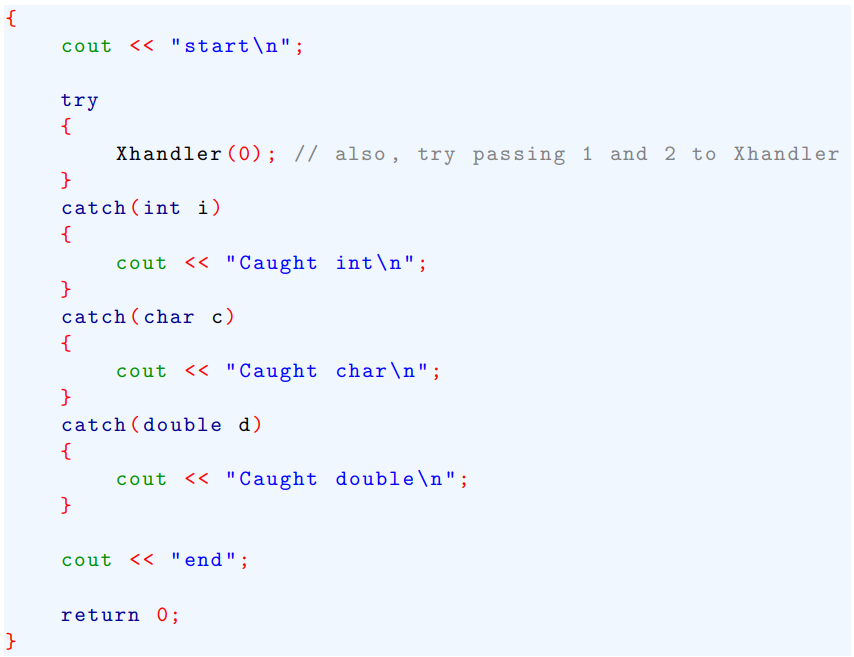 {
    cout << "start\n";

    try
    {
        Xhandler(0); // also, try passing 1 and 2 to Xhandler
    }
    catch(int i)
    {
        cout << "Caught int\n";
    }
    catch(char c)
    {
        cout << "Caught char\n";
    }
    catch(double d)
    {
        cout << "Caught double\n";
    }

    cout << "end";

    return 0;
}